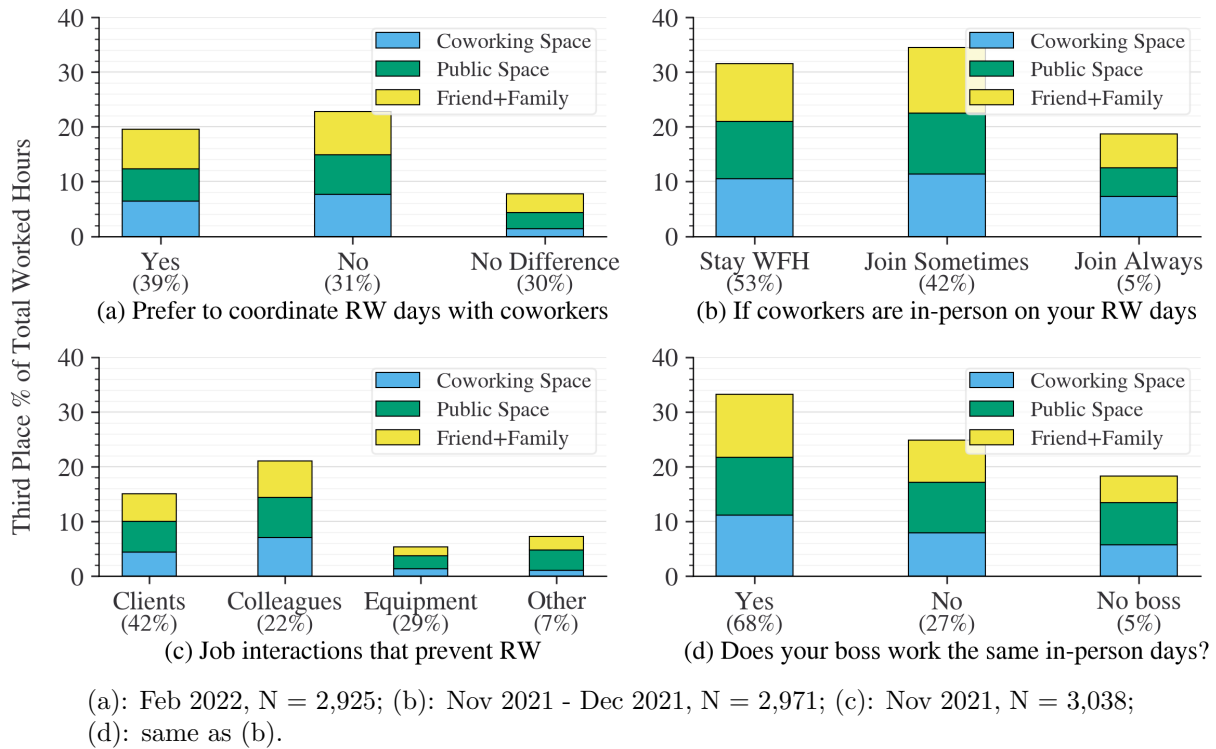 Third Place % of Total Worked Hours
40
30
20
10
0
Coworking Space
Public Space
Friend+Family
Yes No No Difference
(39%) (31%) (30%)
(a) Prefer to coordinate RW days with coworkers
40
30
20
10
0
Coworking Space
Public Space
Friend+Family
Stay WFH Join Sometimes Join Always
(53%) (42%) (5%)
(b) If coworkers are in-person on your RW days
40
30
20
10
0
Coworking Space
Public Space
Friend+Family
Clients Colleagues Equipment Other
(42%) (22%) (29%) (7%)
(c) Job interactions that prevent RW
40
30
20
10
0
Coworking Space
Public Space
Friend+Family
Yes No No boss
(68%) (27%) (5%)
(d) Does your boss work the same in-person days?
(a): Feb 2022, N = 2,925; (b): Nov 2021 - Dec 2021, N = 2,971; (c): Nov 2021, N = 3,038;
(d): same as (b).